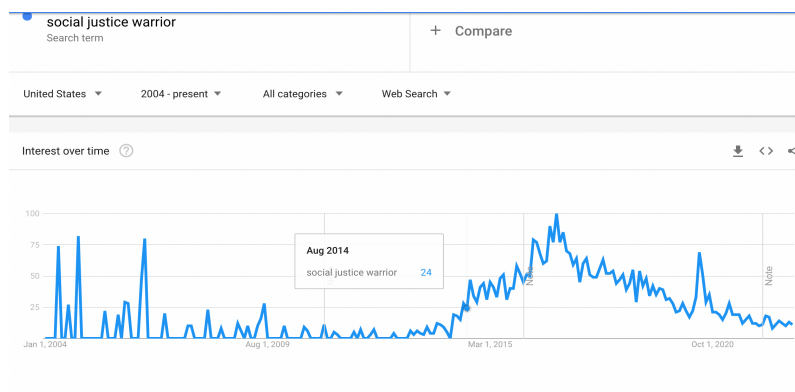 social justice warrior
Search term
+ Compare
United States
2004 - present
All categories
Web Search
Interest over time ?
100
75
50
25
Aug 2014
social justice warrior 24
Note
Note
Jan 1, 2004
Aug 1, 2009
Mar 1, 2015
Oct 1, 2020